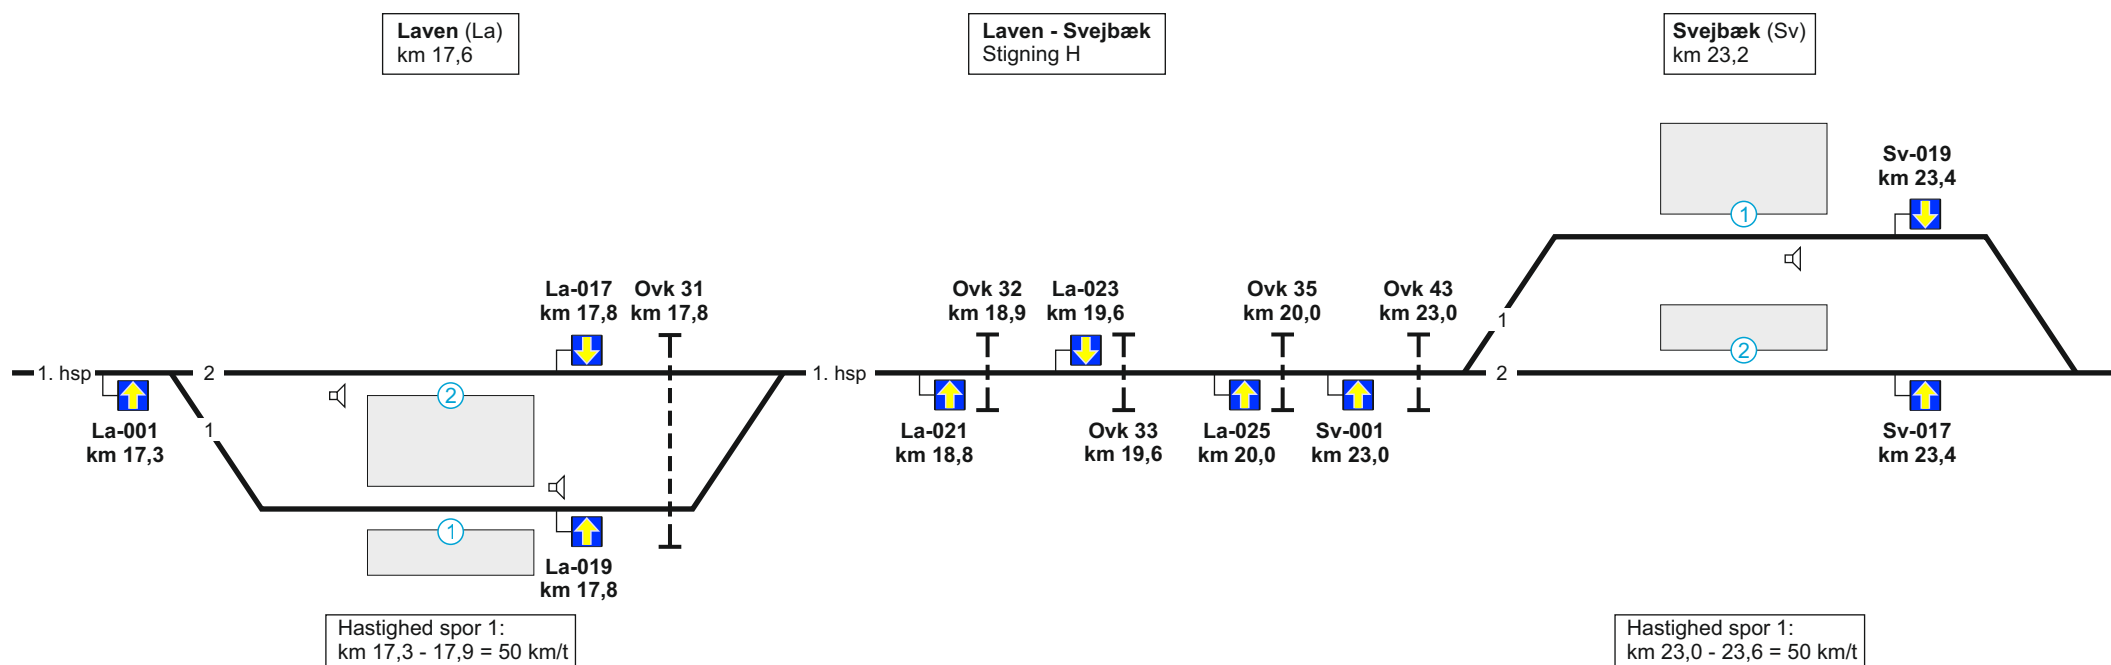 Laven (La)
km 17,6
Laven - Svejbæk
Stigning H
Svejbæk (Sv)
km 23,2
Sv-019
km 23,4
1
La-017
km 17,8
Ovk 31
km 17,8
Ovk 32
km 18,9
La-023
km 19,6
Ovk 35
km 20,0
Ovk 43
km 23,0
1
2
1. hsp
2
1. hsp
2
2
La-001
km 17,3
1
La-021
km 18,8
Ovk 33
km 19,6
La-025
km 20,0
Sv-001
km 23,0
Sv-017
km 23,4
1
La-019
km 17,8
Hastighed spor 1:
km 17,3 - 17,9 = 50 km/t
Hastighed spor 1:
km 23,0 - 23,6 = 50 km/t